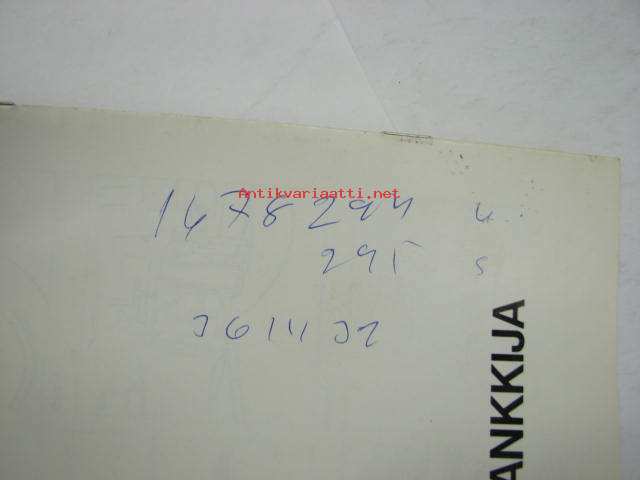 Antikvariaatti.net
1478294 u
295 s
361432
ANKKIJA